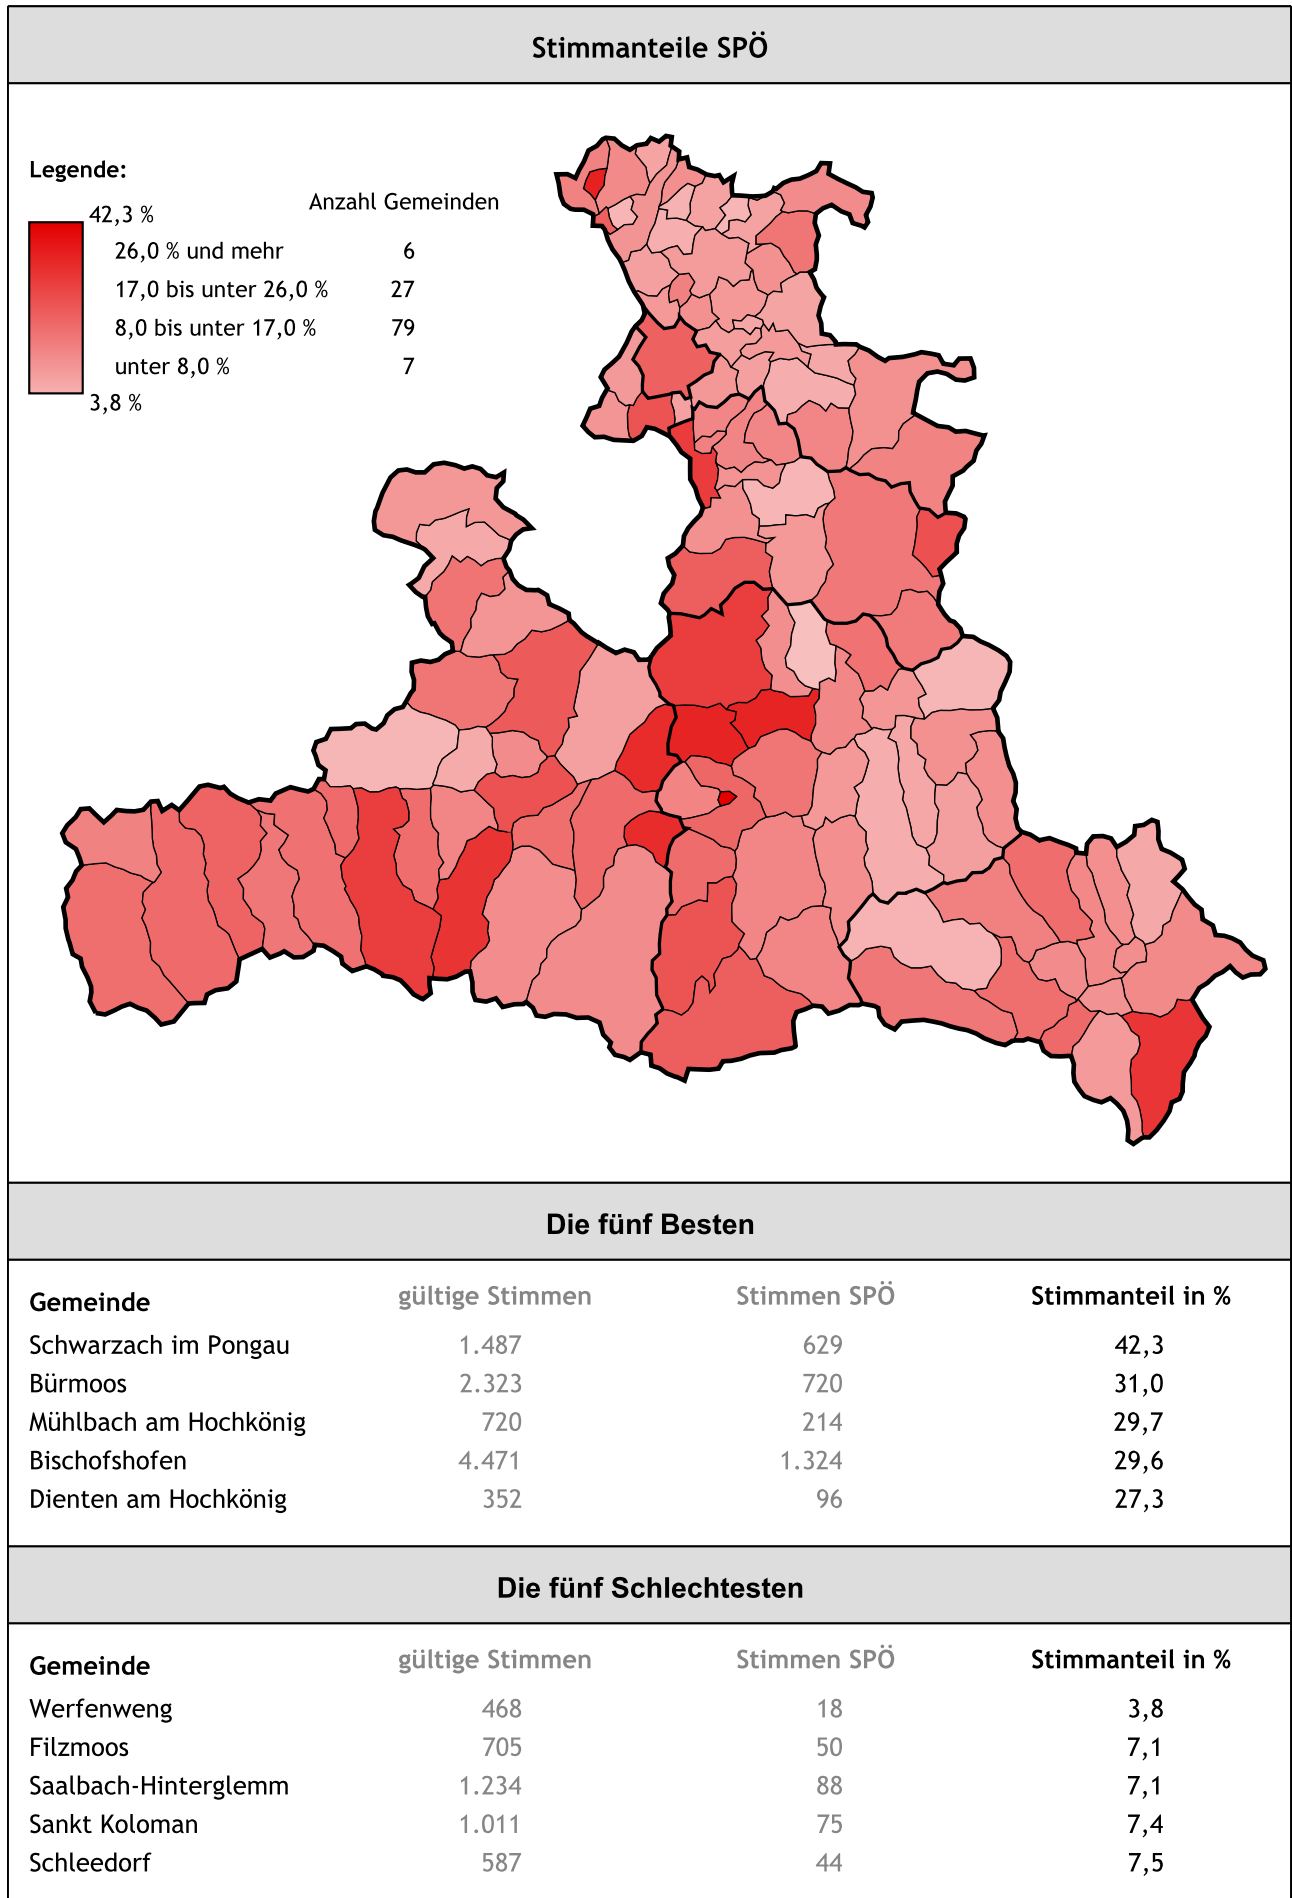 Stimmanteile SPÖ
Legende:
Anzahl Gemeinden
42,3 %
26,0 % und mehr 6
17,0 bis unter 26,0 % 27
8,0 bis unter 17,0 % 79
unter 8,0 % 7
3,8 %
Die fünf Besten
Gemeinde gültige Stimmen Stimmen SPÖ Stimmanteil in %
Schwarzach im Pongau 1.487 629 42,3
Bürmoos 2.323 720 31,0
Mühlbach am Hochkönig 720 214 29,7
Bischofshofen 4.471 1.324 29,6
Dienten am Hochkönig 352 96 27,3
Die fünf Schlechtesten
Gemeinde gültige Stimmen Stimmen SPÖ Stimmanteil in %
Werfenweng 468 18 3,8
Filzmoos 705 50 7,1
Saalbach-Hinterglemm 1.234 88 7,1
Sankt Koloman 1.011 75 7,4
Schleedorf 587 44 7,5